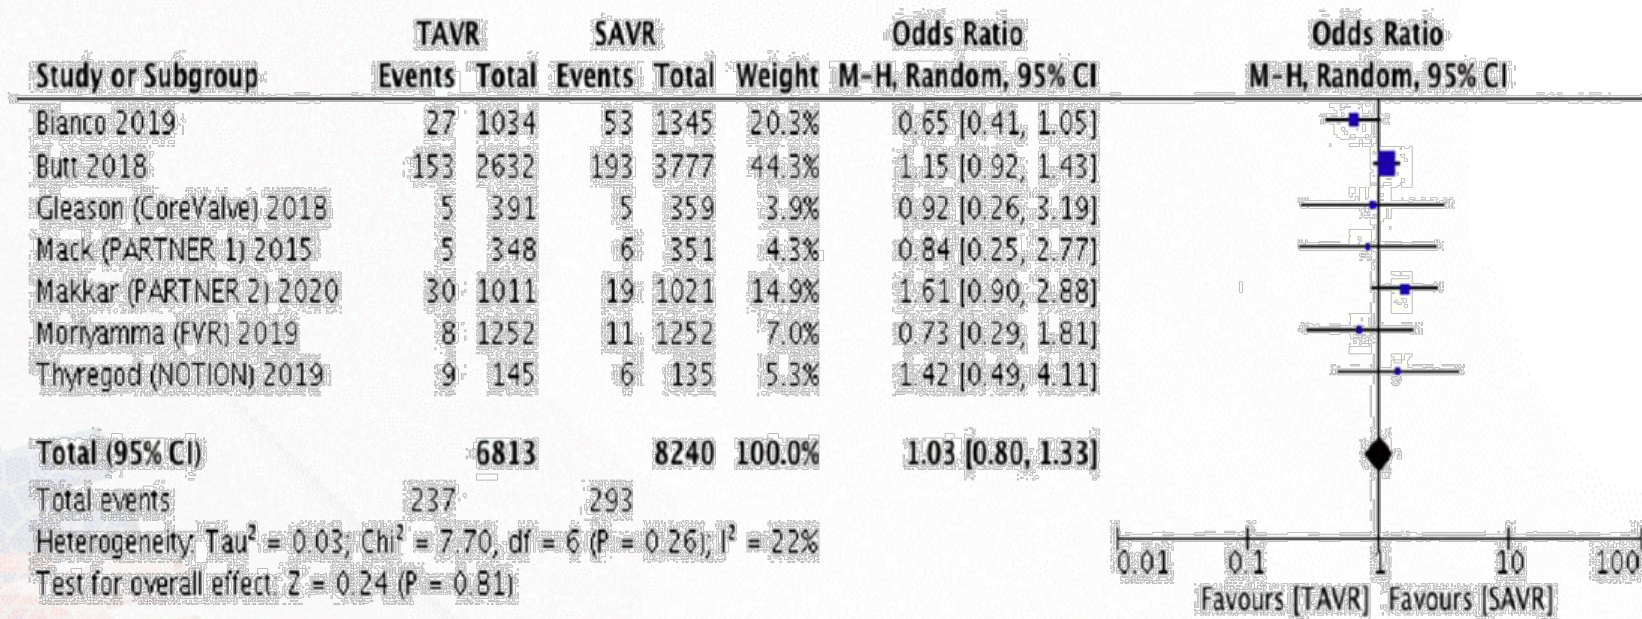 TAVR SAVR Odds Ratio Odds Ratio
Study or Subgroup Events Total Events Total Weight M-H, Random, 95% CI M-H, Random, 95% CI
Bianco 2019 27 1034 53 1345 20.3% 0.65 [0.41, 1.05]
Butt 2018 153 2632 193 3777 44.3% 1.15 [0.92, 1.43]
Gleason (CoreValve) 2018 5 391 5 359 3.9% 0.92 [0.26, 3.19]
Mack (PARTNER 1) 2015 5 348 6 351 4.3% 0.84 [0.25, 2.77]
Makkar (PARTNER 2) 2020 30 1011 19 1021 14.9% 1.61 [0.90, 2.88]
Moriyamma (FVR) 2019 8 1252 11 1252 7.0% 0.73 [0.29, 1.81]
Thyregod (NOTION) 2019 9 145 6 135 5.3% 1.42 [0.49, 4.11]
Total (95% CI) 6813 8240 100.0% 1.03 [0.80, 1.33]
Total events 237 293
Heterogeneity: Tau² = 0.03; Chi² = 7.70, df = 6 (P = 0.26); I² = 22%
Test for overall effect: Z = 0.24 (P = 0.81)
0.01 0.1 1 10 100
Favours [TAVR] Favours [SAVR]